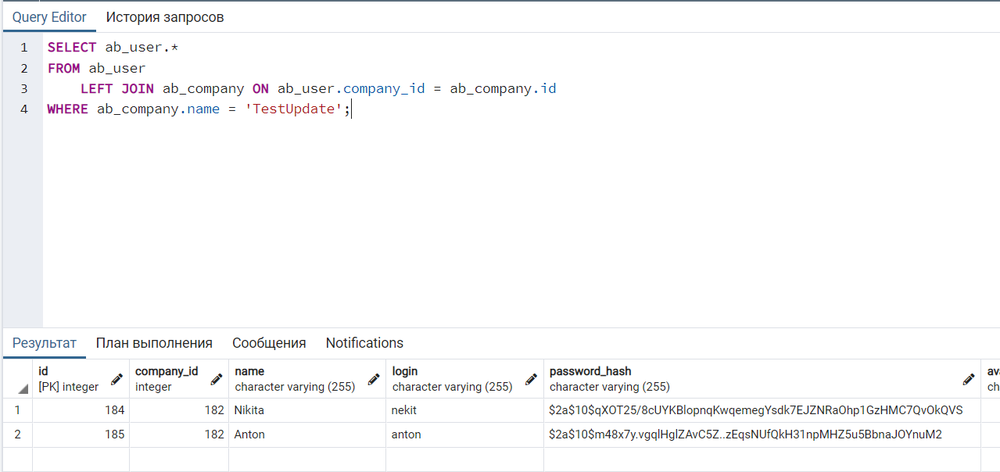 Query Editor История запросов
1 SELECT ab_user.*
2 FROM ab_user
3 LEFT JOIN ab_company ON ab_user.company_id = ab_company.id
4 WHERE ab_company.name = 'TestUpdate';
Результат План выполнения Сообщения Notifications
id company_id name login password_hash ava
[PK] integer integer character varying (255) character varying (255) character varying (255) ch
1 184 182 Nikita nekit $2a$10$qXOT25/8cUYKBlopnqKwqemegYsdk7EJZNRaOhp1GzHMC7QvOkQVS
2 185 182 Anton anton $2a$10$m48x7y.vgqlHglZAvC5Z..zEqsNUfQkH31npMHZ5u5BbnaJOYnuM2